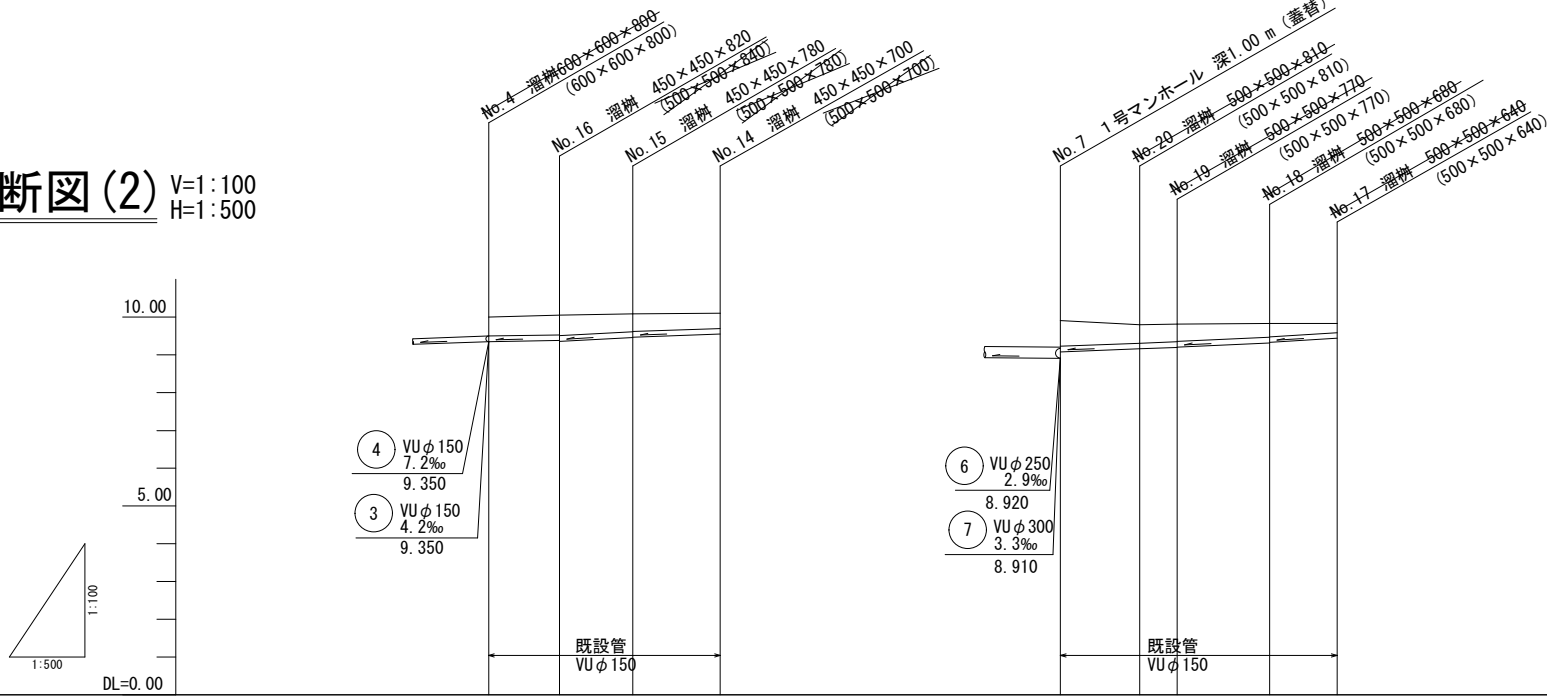 断図(2) V=1:100
H=1:500
No.4 溜桝600×600×800
(600×600×800)
No.16 溜桝 450×450×820
(500×500×840)
No.15 溜桝 450×450×780
(500×500×780)
No.14 溜桝 450×450×700
(500×500×700)
No.7 1号マンホール 深1.00 m (蓋替)
No.20 溜桝 500×500×810
(500×500×810)
No.19 溜桝 500×500×770
(500×500×770)
No.18 溜桝 500×500×680
(500×500×680)
No.17 溜桝 500×500×640
(500×500×640)
10.00
5.00
DL=0.00
1:100
1:500
4 VUφ150
7.2‰
9.350
3 VUφ150
4.2‰
9.350
既設管
VUφ150
6 VUφ250
2.9‰
8.920
7 VUφ300
3.3‰
8.910
既設管
VUφ150